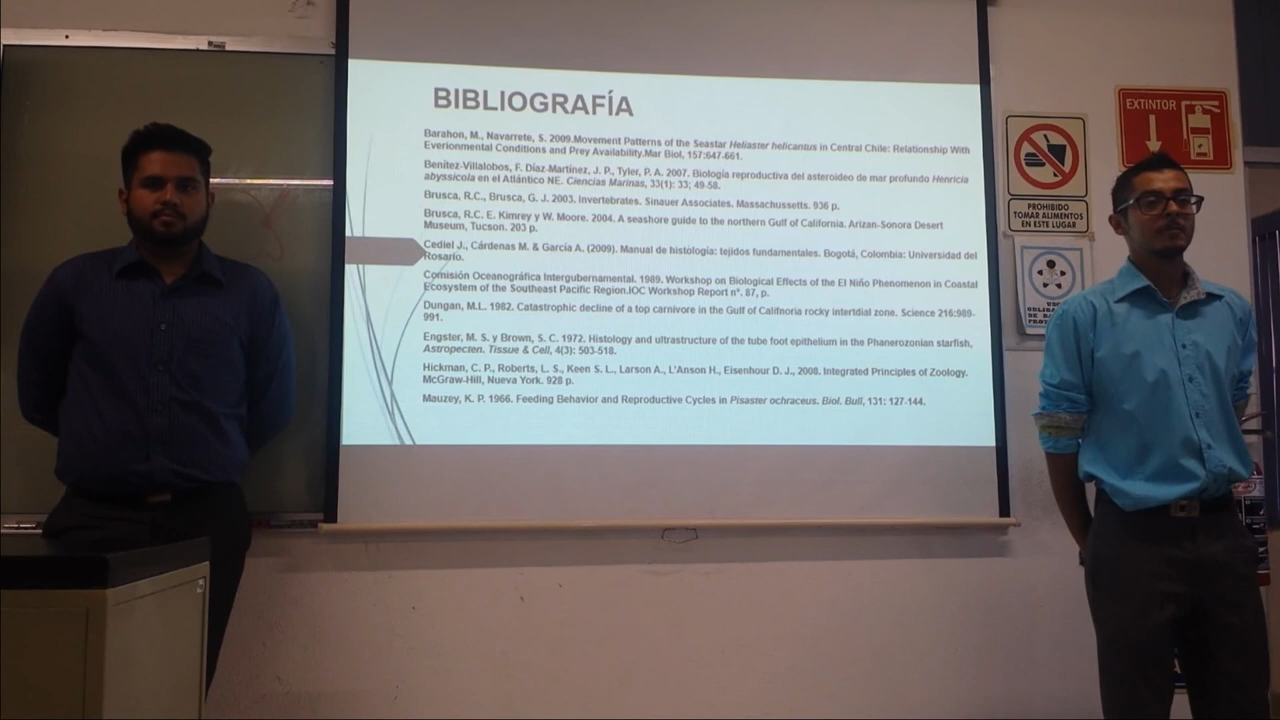 BIBLIOGRAFÍA
Barahon, M., Navarrete, S. 2009.Movement Patterns of the Seastar Heliaster helicantus in Central Chile: Relationship With
Everionmental Conditions and Prey Availability.Mar Biol, 157:647-661.
Benítez-Villalobos, F. Díaz-Martínez, J. P., Tyler, P. A. 2007. Biología reproductiva del asteroideo de mar profundo Henricia
abyssicola en el Atlántico NE. Ciencias Marinas, 33(1): 33; 49-58.
Brusca, R.C., Brusca, G. J. 2003. Invertebrates. Sinauer Associates. Massachussetts. 936 p.
Brusca, R.C. E. Kimrey y W. Moore. 2004. A seashore guide to the northern Gulf of California. Arizan-Sonora Desert
Museum, Tucson. 203 p.
Cediel J., Cárdenas M. & García A. (2009). Manual de histología: tejidos fundamentales. Bogotá, Colombia: Universidad del
Rosario.
Comisión Oceanográfica Intergubernamental. 1989. Workshop on Biological Effects of the El Niño Phenomenon in Coastal
Ecosystem of the Southeast Pacific Region.IOC Workshop Report n°. 87, p.
Dungan, M.L. 1982. Catastrophic decline of a top carnivore in the Gulf of Califnoria rocky intertdial zone. Science 216:989-
991.
Engster, M. S. y Brown, S. C. 1972. Histology and ultrastructure of the tube foot epithelium in the Phanerozonian starfish,
Astropecten. Tissue & Cell, 4(3): 503-518.
Hickman, C. P., Roberts, L. S., Keen S. L., Larson A., L'Anson H., Eisenhour D. J., 2008. Integrated Principles of Zoology.
McGraw-Hill, Nueva York. 928 p.
Mauzey, K. P. 1966. Feeding Behavior and Reproductive Cycles in Pisaster ochraceus. Biol. Bull, 131: 127-144.
EXTINTOR
PROHIBIDO
TOMAR ALIMENTOS
EN ESTE LUGAR
USO